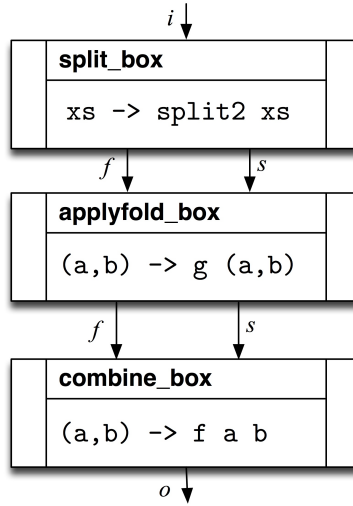 i
split_box
xs -> split2 xs
f s
applyfold_box
(a,b) -> g (a,b)
f s
combine_box
(a,b) -> f a b
o